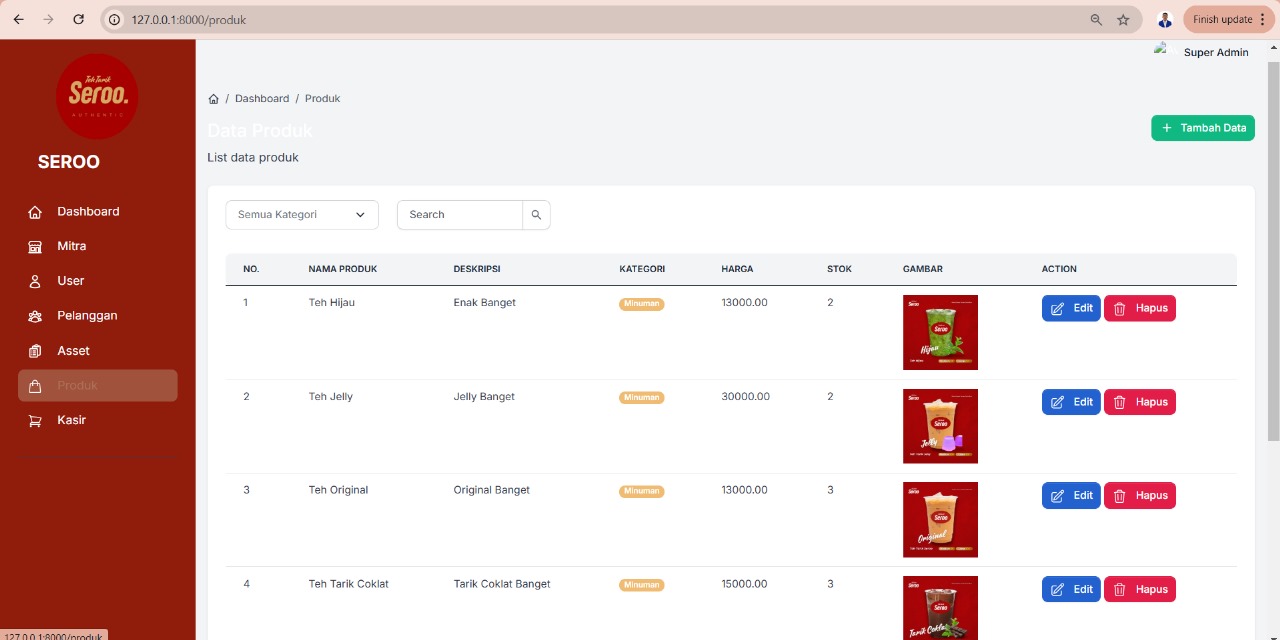 127.0.0.1:8000/produk
Finish update
Teh Tarik
Seroo.
AUTHENTIC
SEROO
Dashboard
Mitra
User
Pelanggan
Asset
Produk
Kasir
Super Admin
/ Dashboard / Produk
Data Produk
+ Tambah Data
List data produk
Semua Kategori
Search
NO. NAMA PRODUK DESKRIPSI KATEGORI HARGA STOK GAMBAR ACTION
1 Teh Hijau Enak Banget Minuman 13000.00 2 Edit Hapus
Seroo
Seroo
Hijau
2 Teh Jelly Jelly Banget Minuman 30000.00 2 Edit Hapus
Seroo
Seroo
Jelly
3 Teh Original Original Banget Minuman 13000.00 3 Edit Hapus
Seroo
Seroo
Original
4 Teh Tarik Coklat Tarik Coklat Banget Minuman 15000.00 3 Edit Hapus
Seroo
Seroo
Tarik Coklat
127.0.0.1:8000/produk